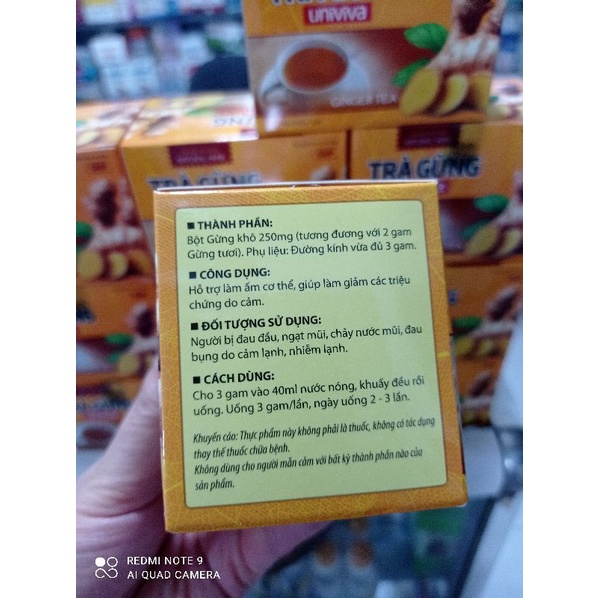 univiva
GINGER TEA
TRÀ GỪNG
TRÀ GỪNG
■ THÀNH PHẦN:
Bột Gừng khô 250mg (tương đương với 2 gam
Gừng tươi). Phụ liệu: Đường kính vừa đủ 3 gam.
■ CÔNG DỤNG:
Hỗ trợ làm ấm cơ thể, giúp làm giảm các triệu
chứng do cảm.
■ ĐỐI TƯỢNG SỬ DỤNG:
Người bị đau đầu, ngạt mũi, chảy nước mũi, đau
bụng do cảm lạnh, nhiễm lạnh.
■ CÁCH DÙNG:
Cho 3 gam vào 40ml nước nóng, khuấy đều rồi
uống. Uống 3 gam/lần, ngày uống 2 - 3 lần.
Khuyến cáo: Thực phẩm này không phải là thuốc, không có tác dụng
thay thế thuốc chữa bệnh.
Không dùng cho người mẫn cảm với bất kỳ thành phần nào của
sản phẩm.
REDMI NOTE 9
AI QUAD CAMERA